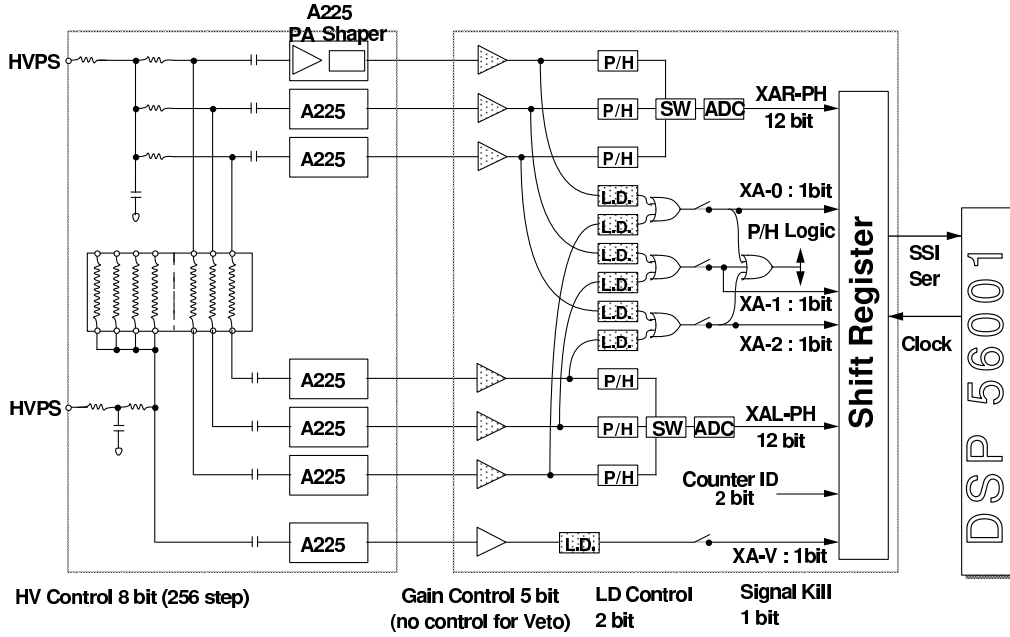 A225
PA Shaper
HVPS
P/H
A225
P/H
SW
ADC
XAR-PH
12 bit
A225
P/H
L.D.
XA-0 : 1bit
L.D.
P/H Logic
L.D.
L.D.
XA-1 : 1bit
L.D.
XA-2 : 1bit
L.D.
Shift Register
SSI
Ser
Clock
DSP 56001
A225
P/H
HVPS
A225
P/H
SW
ADC
XAL-PH
12 bit
A225
P/H
Counter ID
2 bit
A225
L.D.
XA-V : 1bit
HV Control 8 bit (256 step)
Gain Control 5 bit
(no control for Veto)
LD Control
2 bit
Signal Kill
1 bit